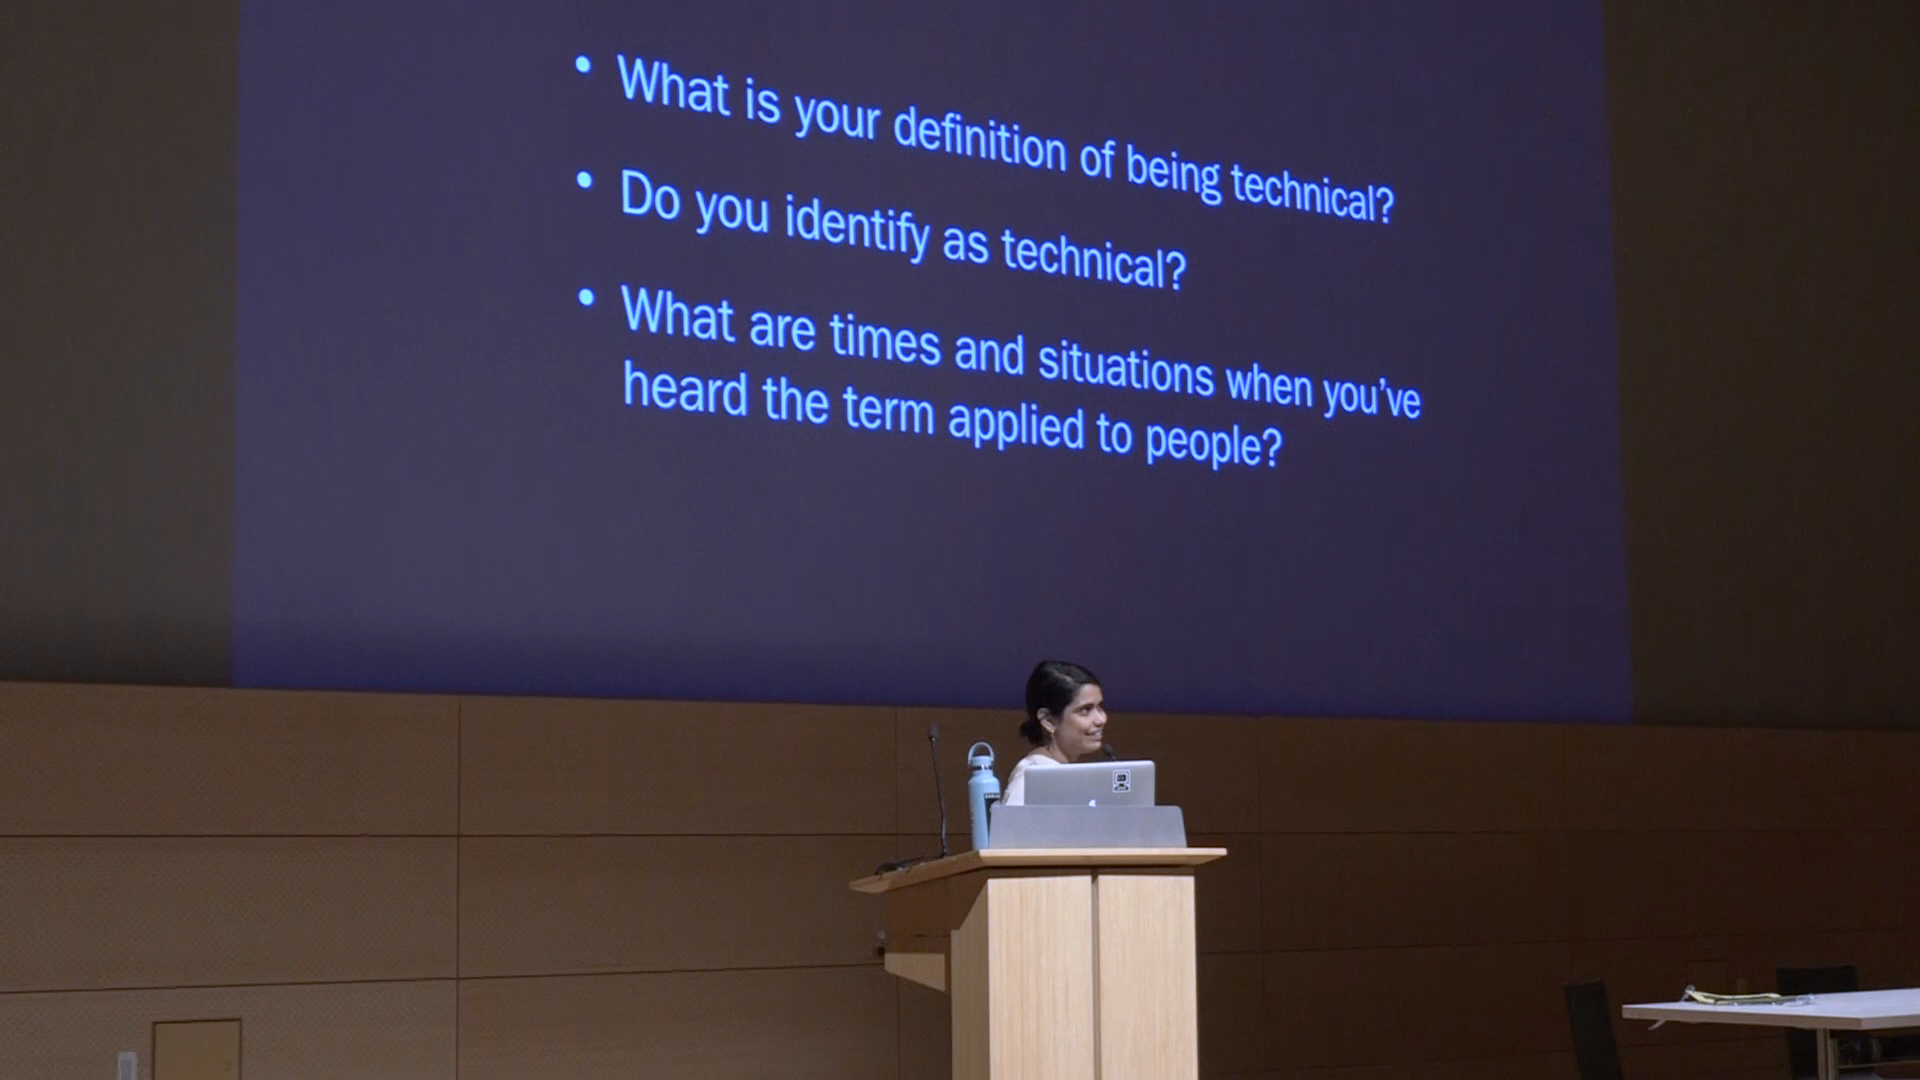 • What is your definition of being technical?
• Do you identify as technical?
• What are times and situations when you've
heard the term applied to people?